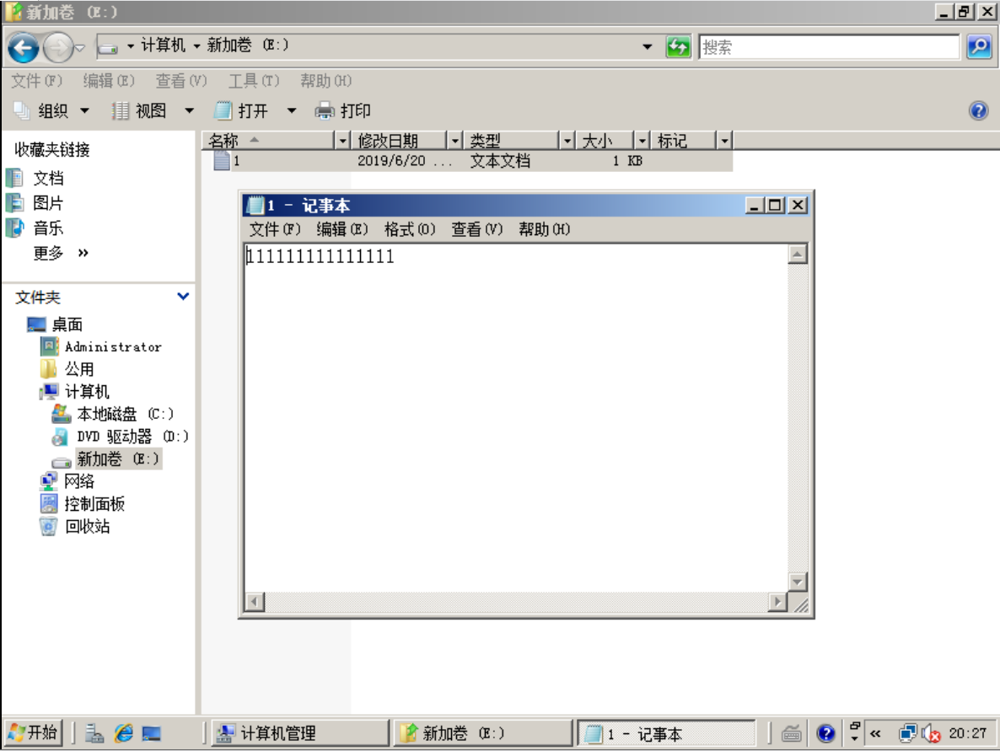 新加卷 (E:)
计算机 新加卷 (E:) 搜索
文件(F) 编辑(E) 查看(V) 工具(T) 帮助(H)
组织 视图 打开 打印
名称 修改日期 类型 大小 标记
1 2019/6/20 ... 文本文档 1 KB
收藏夹链接
文档
图片
音乐
更多 »
文件夹
桌面
Administrator
公用
计算机
本地磁盘 (C:)
DVD 驱动器 (D:)
新加卷 (E:)
网络
控制面板
回收站
1 - 记事本
文件(F) 编辑(E) 格式(O) 查看(V) 帮助(H)
111111111111111
开始 计算机管理 新加卷 (E:) 1 - 记事本 « 20:27